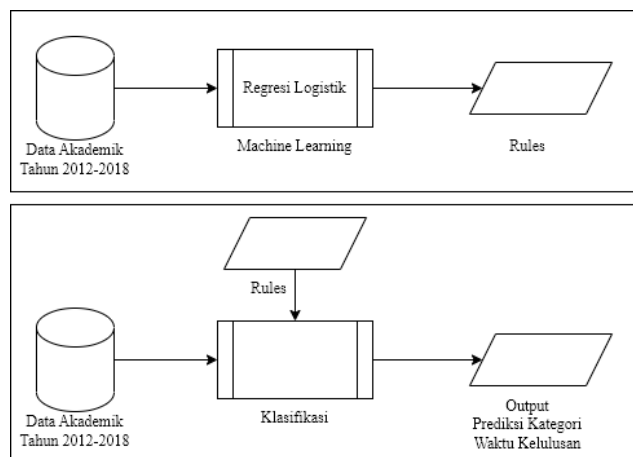 Regresi Logistik
Data Akademik
Tahun 2012-2018
Machine Learning
Rules
Rules
Data Akademik
Tahun 2012-2018
Klasifikasi
Output
Prediksi Kategori
Waktu Kelulusan